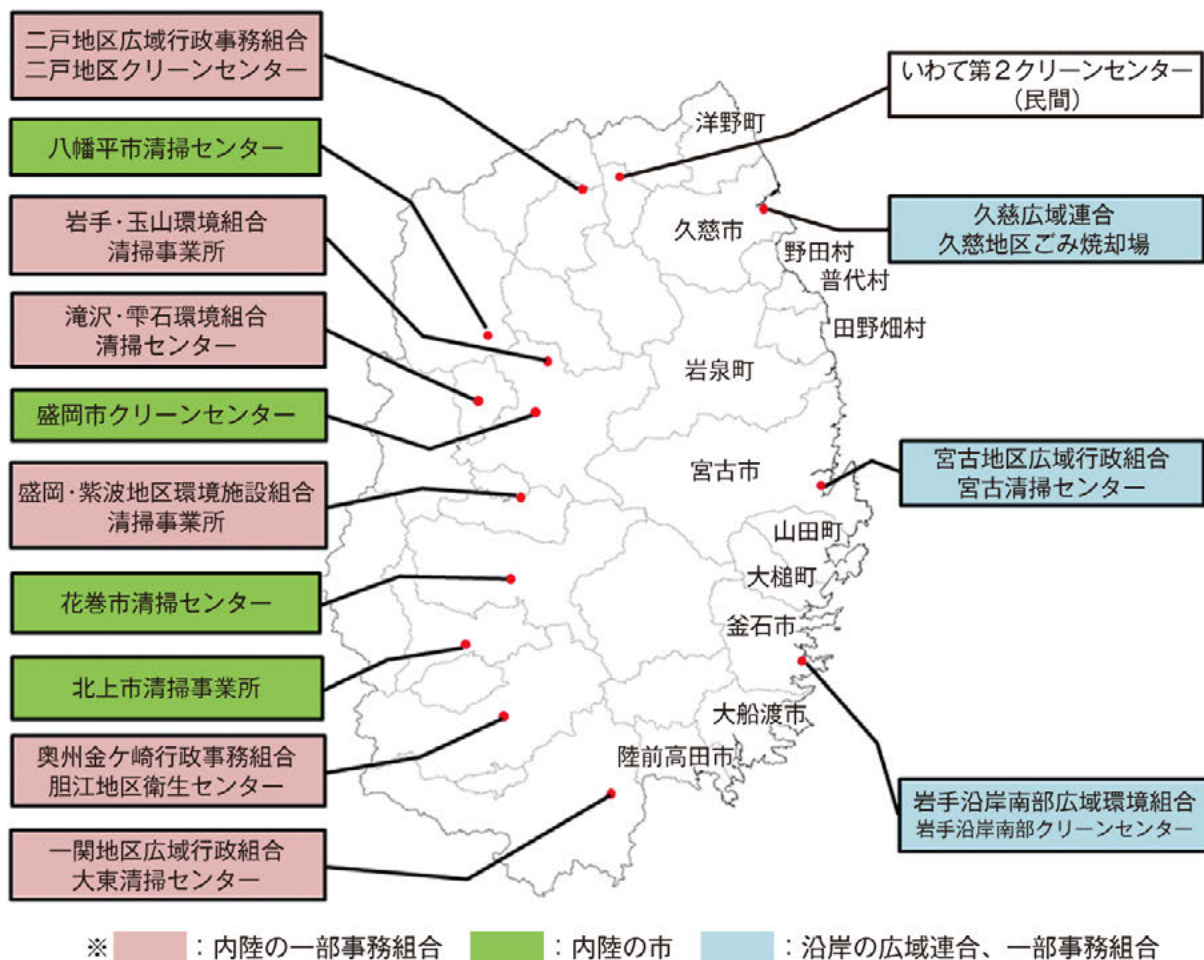 二戸地区広域行政事務組合
二戸地区クリーンセンター
八幡平市清掃センター
岩手・玉山環境組合
清掃事業所
滝沢・雫石環境組合
清掃センター
盛岡市クリーンセンター
盛岡・紫波地区環境施設組合
清掃事業所
花巻市清掃センター
北上市清掃事業所
奥州金ケ崎行政事務組合
胆江地区衛生センター
一関地区広域行政組合
大東清掃センター
洋野町
久慈市
野田村
普代村
田野畑村
岩泉町
宮古市
山田町
大槌町
釜石市
大船渡市
陸前高田市
いわて第2クリーンセンター
(民間)
久慈広域連合
久慈地区ごみ焼却場
宮古地区広域行政組合
宮古清掃センター
岩手沿岸南部広域環境組合
岩手沿岸南部クリーンセンター
※ :内陸の一部事務組合 :内陸の市 :沿岸の広域連合、一部事務組合